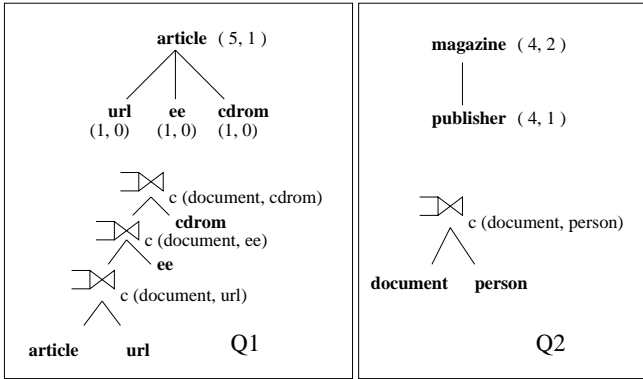 article ( 5, 1 )
url ee cdrom
(1, 0) (1, 0) (1, 0)
c (document, cdrom)
cdrom
c (document, ee)
ee
c (document, url)
article url
Q1
magazine ( 4, 2 )
publisher ( 4, 1 )
c (document, person)
document person
Q2